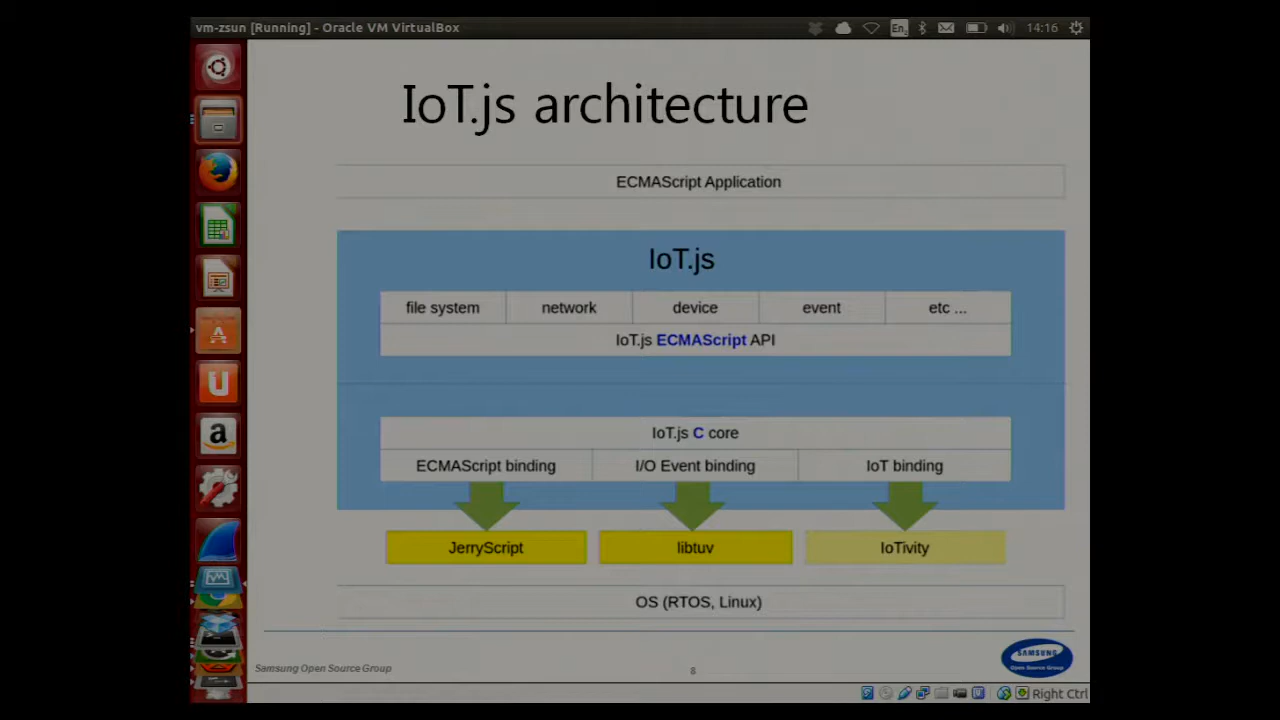 vm-zsun [Running] - Oracle VM VirtualBox
En
14:16
IoT.js architecture
ECMAScript Application
IoT.js
file system network device event etc ...
IoT.js ECMAScript API
IoT.js C core
ECMAScript binding I/O Event binding IoT binding
JerryScript libtuv IoTivity
OS (RTOS, Linux)
Samsung Open Source Group
8
SAMSUNG
Open Source Group
Right Ctrl